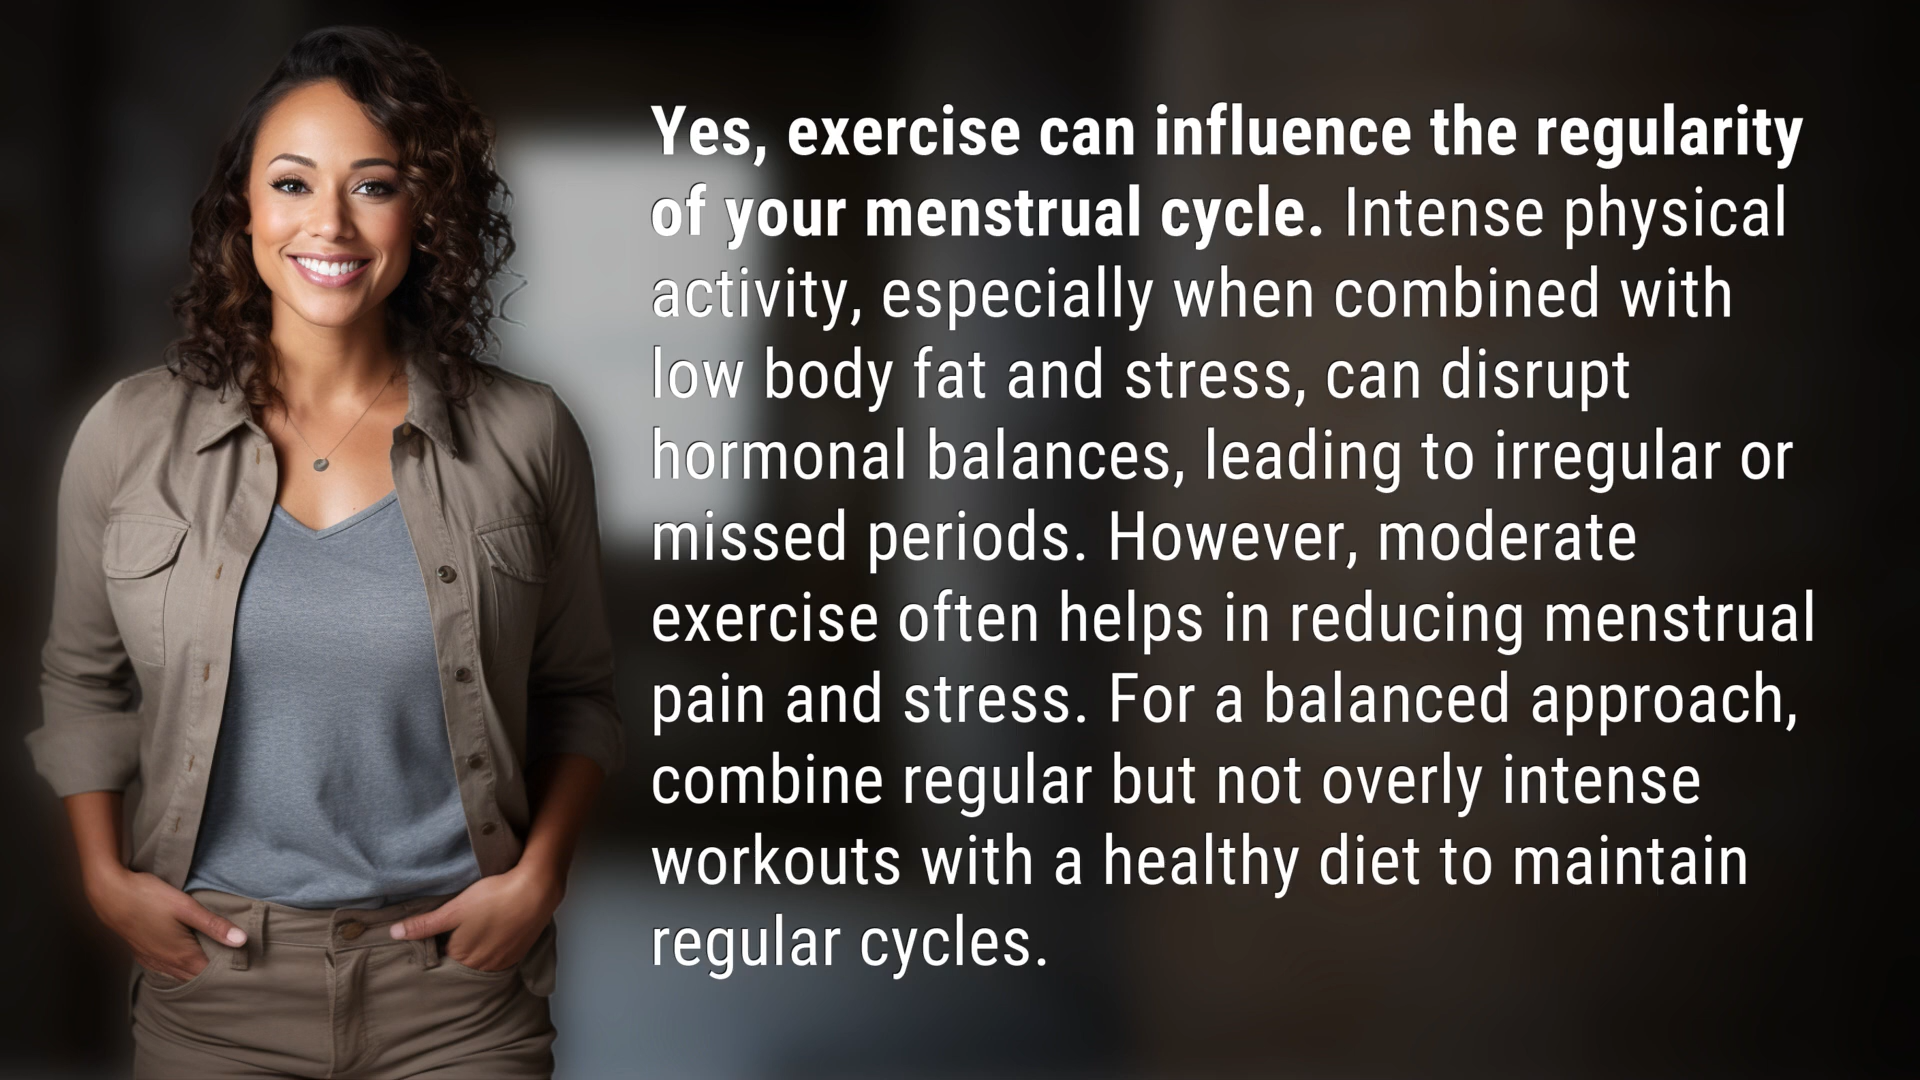 Yes, exercise can influence the regularity
of your menstrual cycle. Intense physical
activity, especially when combined with
low body fat and stress, can disrupt
hormonal balances, leading to irregular or
missed periods. However, moderate
exercise often helps in reducing menstrual
pain and stress. For a balanced approach,
combine regular but not overly intense
workouts with a healthy diet to maintain
regular cycles.